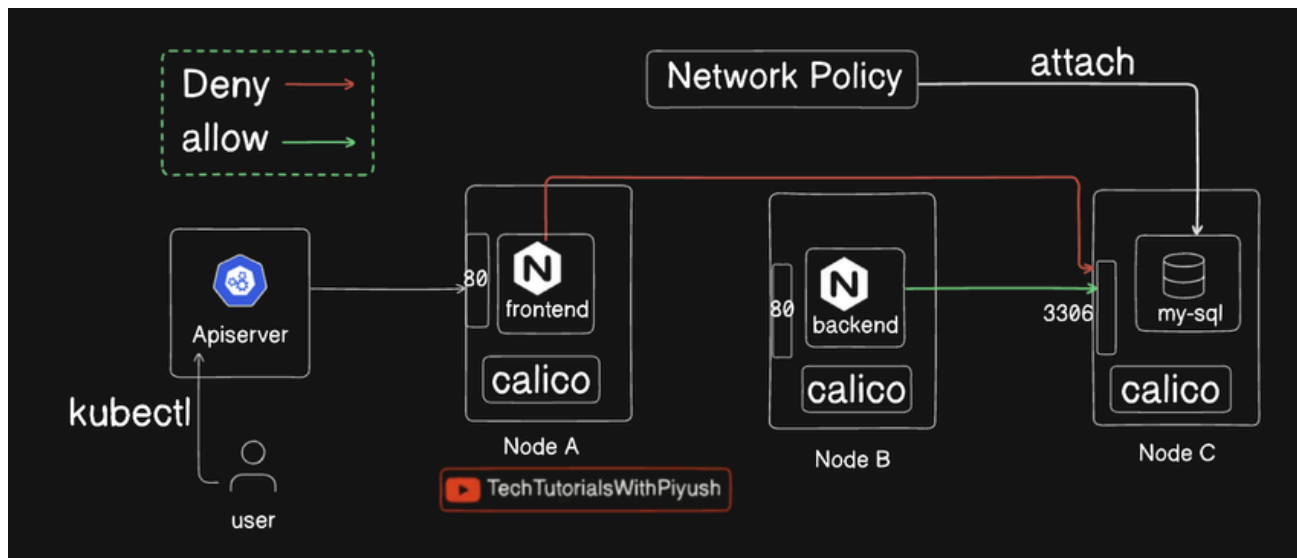 Deny
allow
Network Policy
attach
Apiserver
kubectl
user
80
N
frontend
calico
Node A
TechTutorialsWithPiyush
80
N
backend
calico
Node B
3306
my-sql
calico
Node C